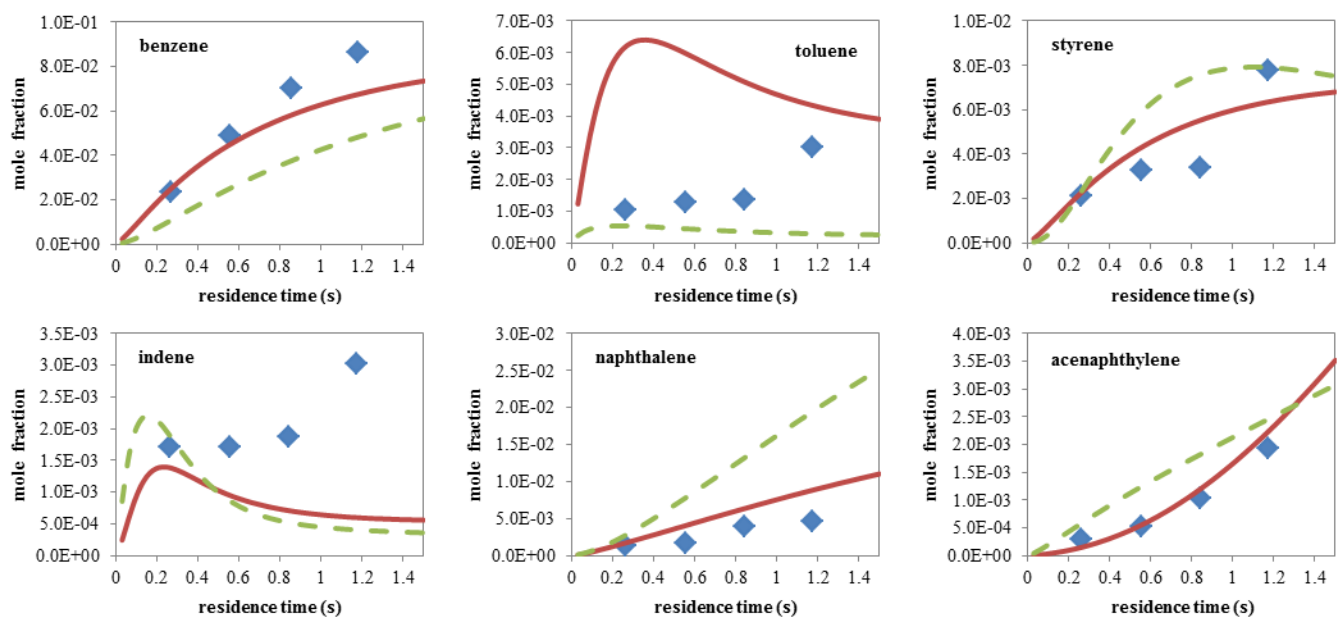 benzene
mole fraction
1.0E-01
8.0E-02
6.0E-02
4.0E-02
2.0E-02
0.0E+00
0 0.2 0.4 0.6 0.8 1 1.2 1.4
residence time (s)
toluene
mole fraction
7.0E-03
6.0E-03
5.0E-03
4.0E-03
3.0E-03
2.0E-03
1.0E-03
0.0E+00
0 0.2 0.4 0.6 0.8 1 1.2 1.4
residence time (s)
styrene
mole fraction
1.0E-02
8.0E-03
6.0E-03
4.0E-03
2.0E-03
0.0E+00
0 0.2 0.4 0.6 0.8 1 1.2 1.4
residence time (s)
indene
mole fraction
3.5E-03
3.0E-03
2.5E-03
2.0E-03
1.5E-03
1.0E-03
5.0E-04
0.0E+00
0 0.2 0.4 0.6 0.8 1 1.2 1.4
residence time (s)
naphthalene
mole fraction
3.0E-02
2.5E-02
2.0E-02
1.5E-02
1.0E-02
5.0E-03
0.0E+00
0 0.2 0.4 0.6 0.8 1 1.2 1.4
residence time (s)
acenaphthylene
mole fraction
4.0E-03
3.5E-03
3.0E-03
2.5E-03
2.0E-03
1.5E-03
1.0E-03
5.0E-04
0.0E+00
0 0.2 0.4 0.6 0.8 1 1.2 1.4
residence time (s)